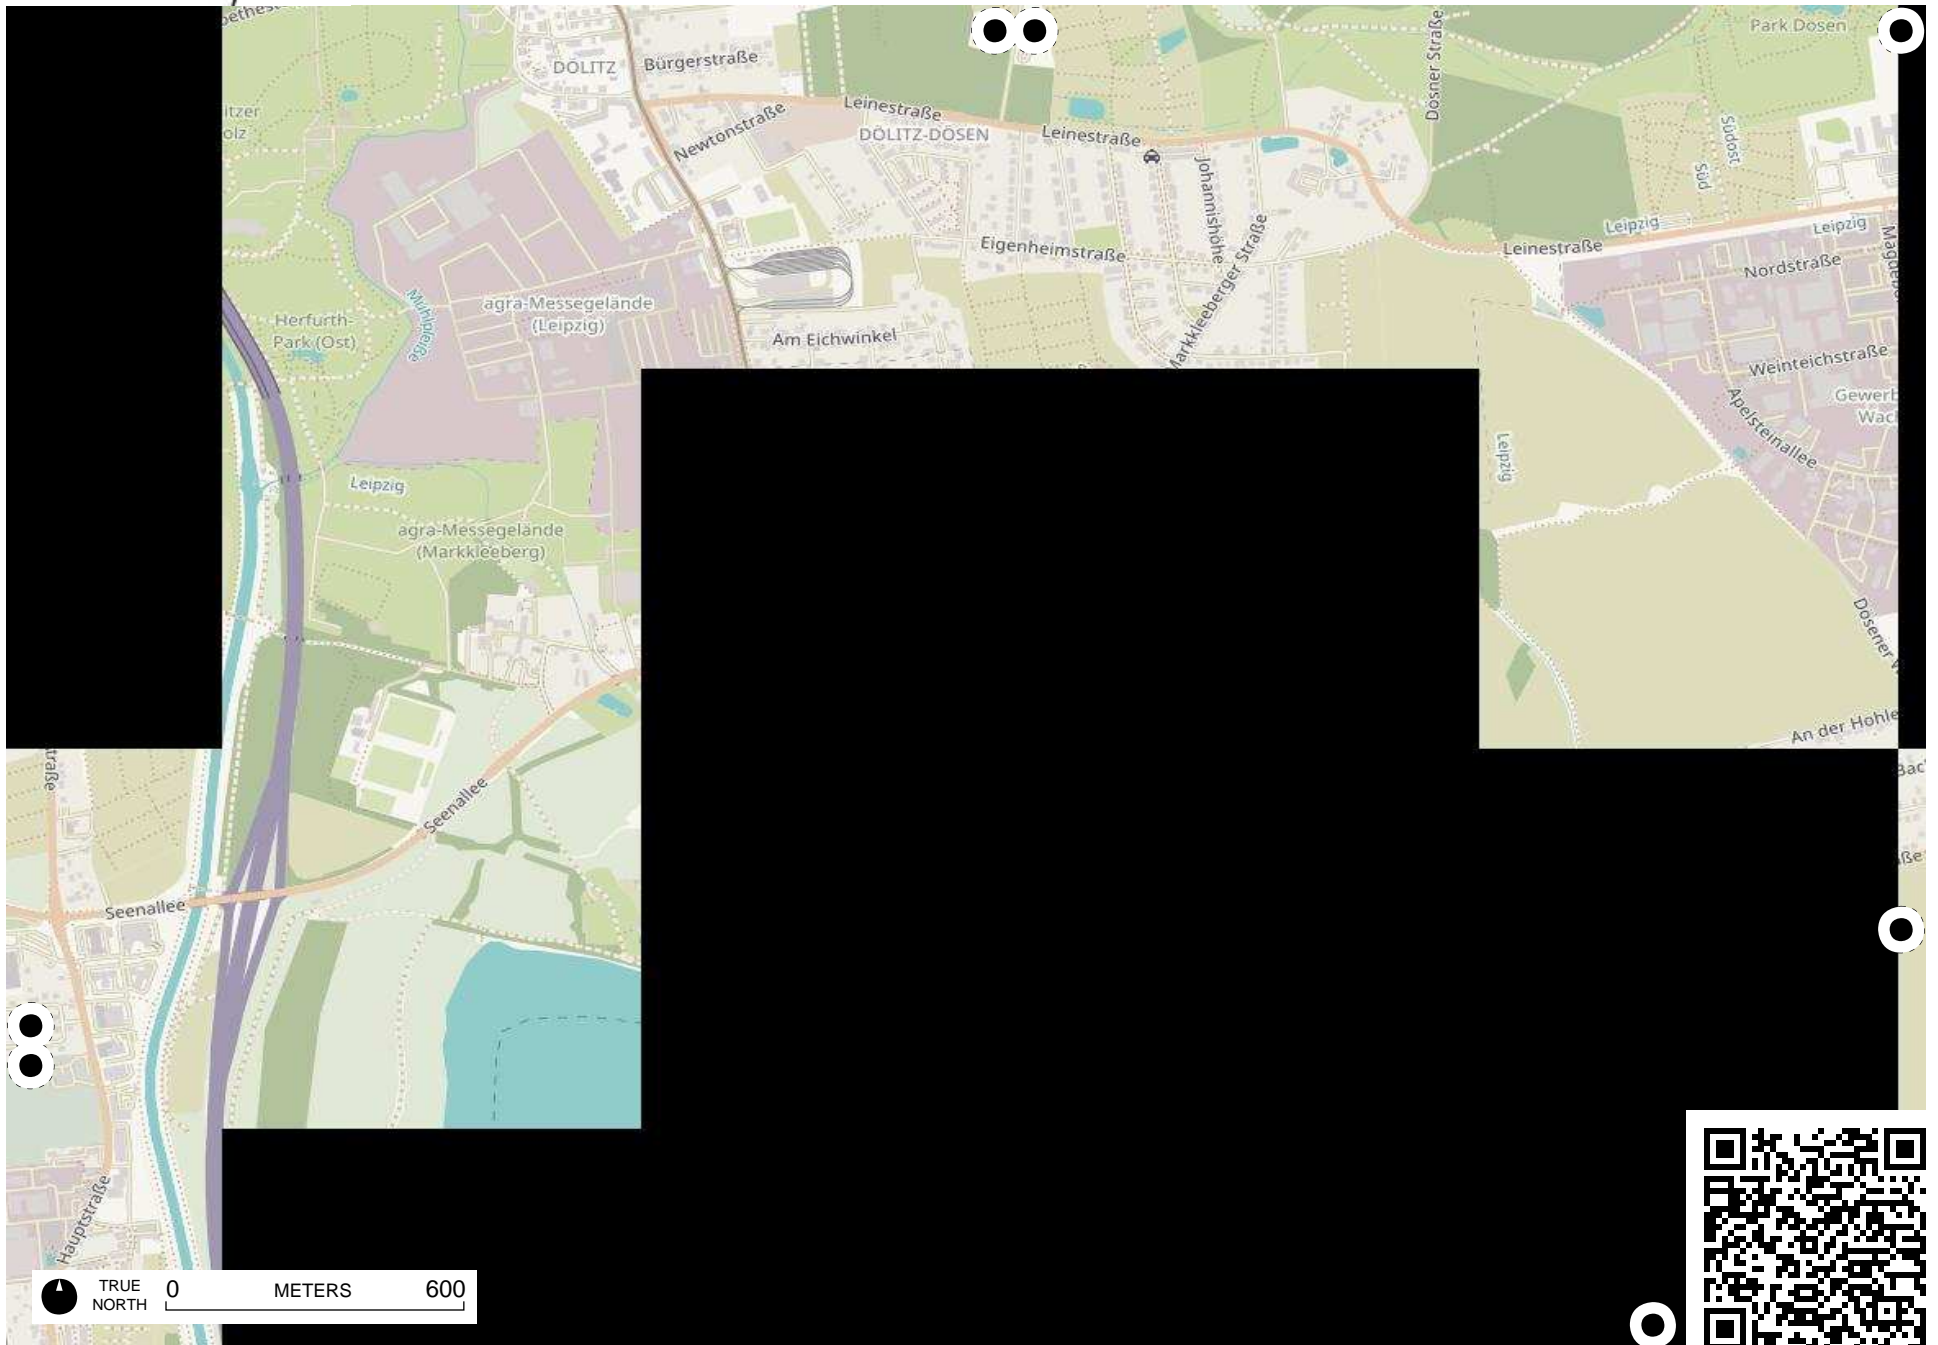 DÖLITZ
Bürgerstraße
Park Dösen
Dösner Straße
Leinestraße
Newtonstraße
DÖLITZ-DÖSEN
Leinestraße
Johannishöhe
Südost
Süd
Leipzig
Leipzig
Leinestraße
Eigenheimstraße
Markkleeberger Straße
Nordstraße
agra-Messegelände
(Leipzig)
Mühlpleiße
Herfurth-
Park (Ost)
Am Eichwinkel
Weinteichstraße
Apelsteinallee
Leipzig
Leipzig
agra-Messegelände
(Markkleeberg)
Dösener
An der Hohle
Seenallee
Seenallee
Hauptstraße
TRUE
NORTH
0 METERS 600